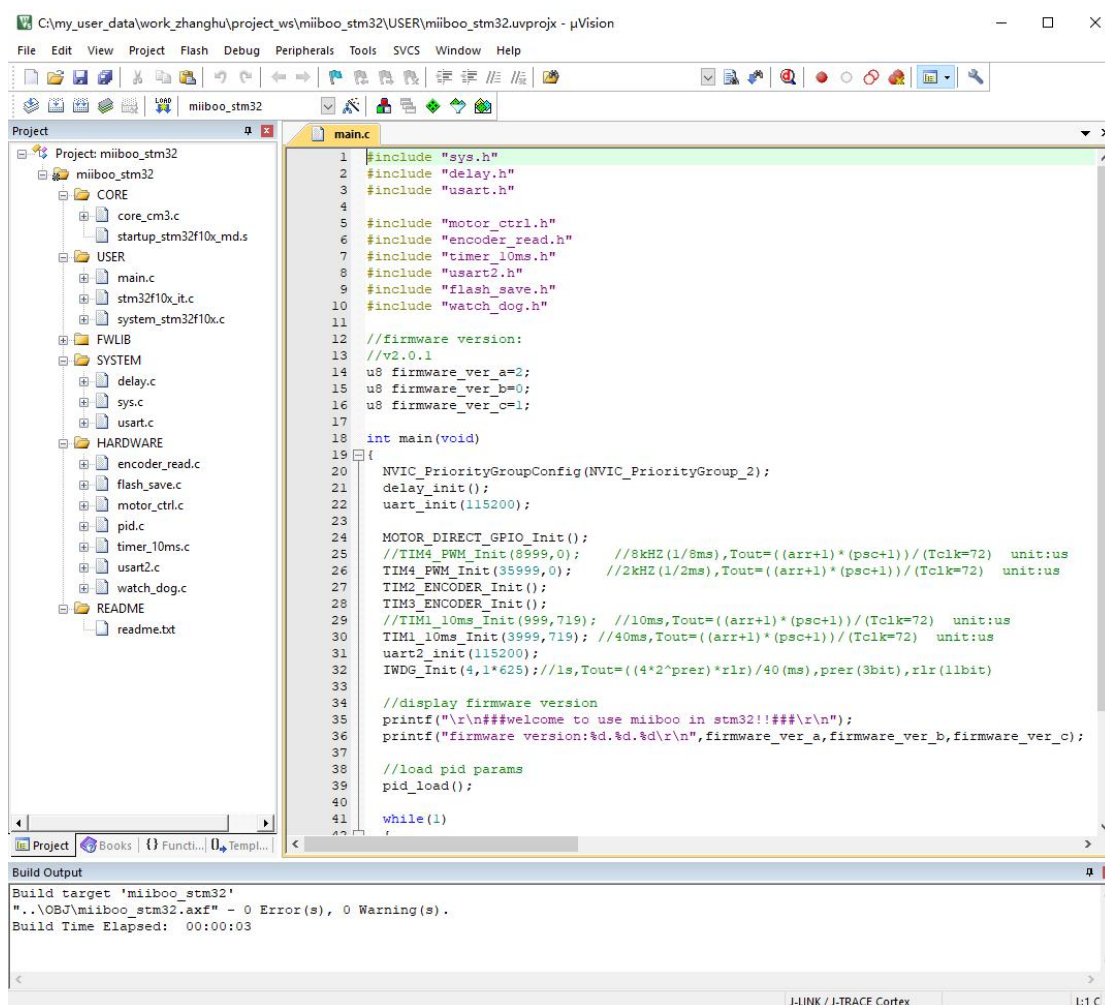 C:\my_user_data\work_zhanghu\project_ws\miiboo_stm32\USER\miiboo_stm32.uvprojx - µVision
File Edit View Project Flash Debug Peripherals Tools SVCS Window Help
LOAD miiboo_stm32
Project
Project: miiboo_stm32
miiboo_stm32
CORE
core_cm3.c
startup_stm32f10x_md.s
USER
main.c
stm32f10x_it.c
system_stm32f10x.c
FWLIB
SYSTEM
delay.c
sys.c
usart.c
HARDWARE
encoder_read.c
flash_save.c
motor_ctrl.c
pid.c
timer_10ms.c
usart2.c
watch_dog.c
README
readme.txt
Project Books {} Functi... Templ...
main.c
1 #include "sys.h"
2 #include "delay.h"
3 #include "usart.h"
4
5 #include "motor_ctrl.h"
6 #include "encoder_read.h"
7 #include "timer_10ms.h"
8 #include "usart2.h"
9 #include "flash_save.h"
10 #include "watch_dog.h"
11
12 //firmware version:
13 //v2.0.1
14 u8 firmware_ver_a=2;
15 u8 firmware_ver_b=0;
16 u8 firmware_ver_c=1;
17
18 int main(void)
19 {
20 NVIC_PriorityGroupConfig(NVIC_PriorityGroup_2);
21 delay_init();
22 uart_init(115200);
23
24 MOTOR_DIRECT_GPIO_Init();
25 //TIM4_PWM_Init(8999,0); //8kHZ(1/8ms),Tout=((arr+1)*(psc+1))/(Tclk=72) unit:us
26 TIM4_PWM_Init(35999,0); //2kHZ(1/2ms),Tout=((arr+1)*(psc+1))/(Tclk=72) unit:us
27 TIM2_ENCODER_Init();
28 TIM3_ENCODER_Init();
29 //TIM1_10ms_Init(999,719); //10ms,Tout=((arr+1)*(psc+1))/(Tclk=72) unit:us
30 TIM1_10ms_Init(3999,719); //40ms,Tout=((arr+1)*(psc+1))/(Tclk=72) unit:us
31 uart2_init(115200);
32 IWDG_Init(4,1*625);//1s,Tout=((4*2^prer)*rlr)/40(ms),prer(3bit),rlr(11bit)
33
34 //display firmware version
35 printf("\r\n###welcome to use miiboo in stm32!!###\r\n");
36 printf("firmware version:%d.%d.%d\r\n",firmware_ver_a,firmware_ver_b,firmware_ver_c);
37
38 //load pid params
39 pid_load();
40
41 while(1)
42 {
Build Output
Build target 'miiboo_stm32'
"..\OBJ\miiboo_stm32.axf" - 0 Error(s), 0 Warning(s).
Build Time Elapsed: 00:00:03
J-LINK / J-TRACE Cortex L:1 C